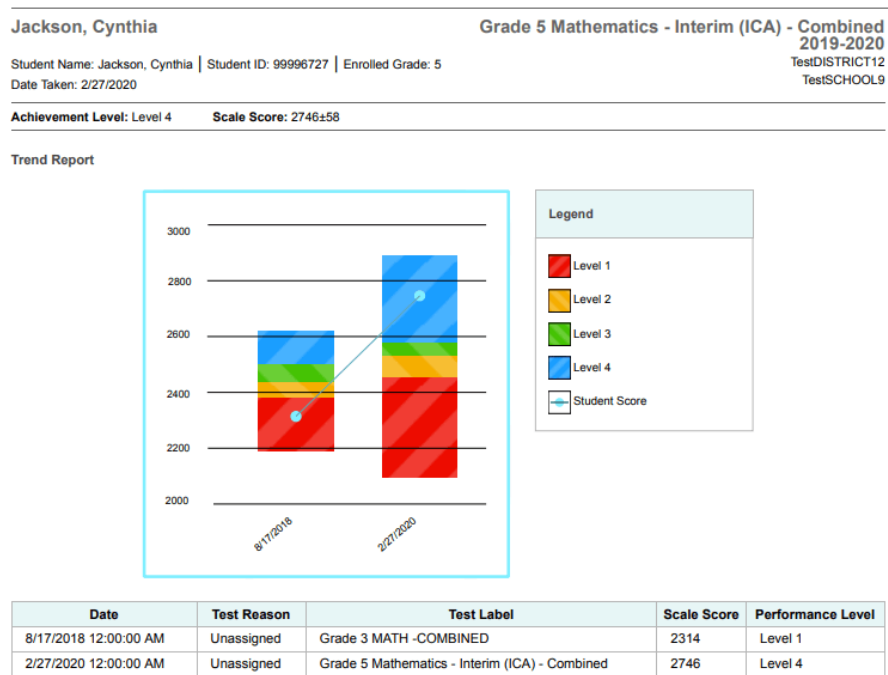 Jackson, Cynthia
Grade 5 Mathematics - Interim (ICA) - Combined
2019-2020
Student Name: Jackson, Cynthia | Student ID: 99996727 | Enrolled Grade: 5
TestDISTRICT12
Date Taken: 2/27/2020
TestSCHOOL9
Achievement Level: Level 4 Scale Score: 2746±58
Trend Report
3000
2800
2600
2400
2200
2000
8/17/2018
2/27/2020
Legend
Level 1
Level 2
Level 3
Level 4
Student Score
Date Test Reason Test Label Scale Score Performance Level
8/17/2018 12:00:00 AM Unassigned Grade 3 MATH -COMBINED 2314 Level 1
2/27/2020 12:00:00 AM Unassigned Grade 5 Mathematics - Interim (ICA) - Combined 2746 Level 4